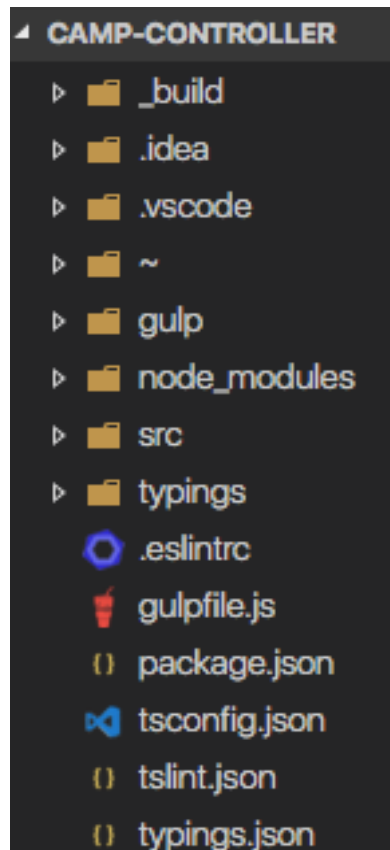 CAMP-CONTROLLER
_build
.idea
.vscode
~
gulp
node_modules
src
typings
.eslintrc
gulpfile.js
package.json
tsconfig.json
tslint.json
typings.json